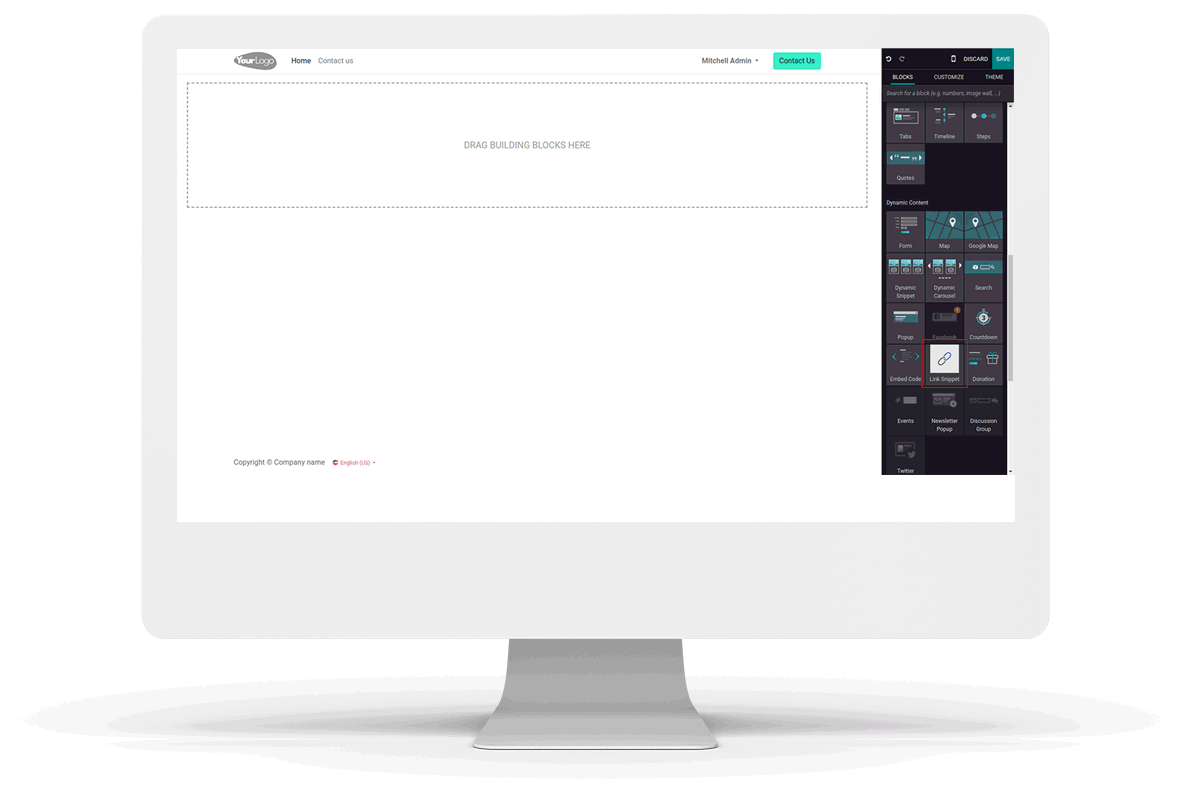 YourLogo
Home
Contact us
Mitchell Admin
Contact Us
DISCARD
SAVE
BLOCKS
CUSTOMIZE
THEME
Search for a block (e.g. numbers, image wall, ...)
DRAG BUILDING BLOCKS HERE
Tabs
Timeline
Steps
Quotes
Dynamic Content
Form
Map
Google Map
Dynamic
Snippet
Dynamic
Carousel
Search
Popup
Facebook
3
Countdown
Embed Code
Link Snippet
Donation
Events
Newsletter
Popup
Discussion
Group
Twitter
Copyright © Company name
English (US)